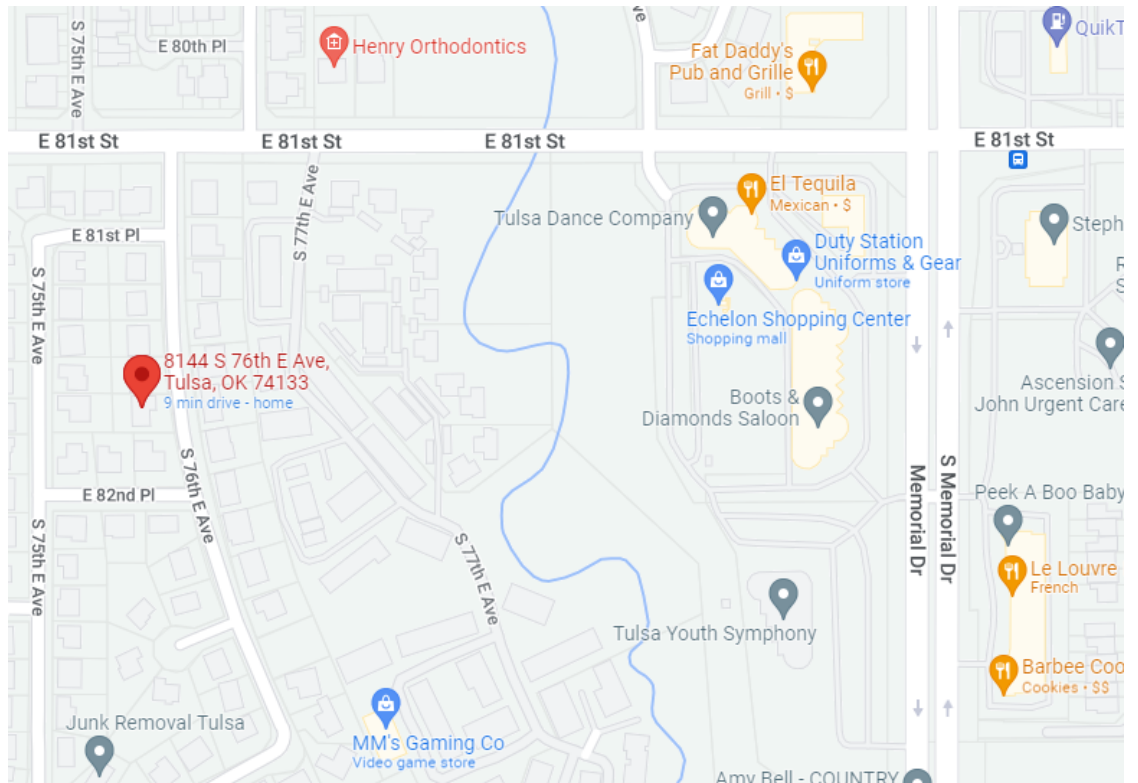 S 75th E Ave
E 80th Pl
Henry Orthodontics
Fat Daddy's
Pub and Grille
Grill • $
QuikT
E 81st St
E 81st St
E 81st St
E 81st St
S 77th E Ave
El Tequila
Mexican • $
Tulsa Dance Company
Steph
E 81st Pl
Duty Station
Uniforms & Gear
Uniform store
S 75th E Ave
Echelon Shopping Center
Shopping mall
8144 S 76th E Ave,
Tulsa, OK 74133
9 min drive - home
Ascension S
John Urgent Care
Boots &
Diamonds Saloon
S 76th E Ave
E 82nd Pl
Memorial Dr
S Memorial Dr
Peek A Boo Baby
S 75th E Ave
S 77th E Ave
Le Louvre
French
Tulsa Youth Symphony
Barbee Coo
Cookies • $$
Junk Removal Tulsa
MM's Gaming Co
Video game store
Amy Bell - COUNTRY